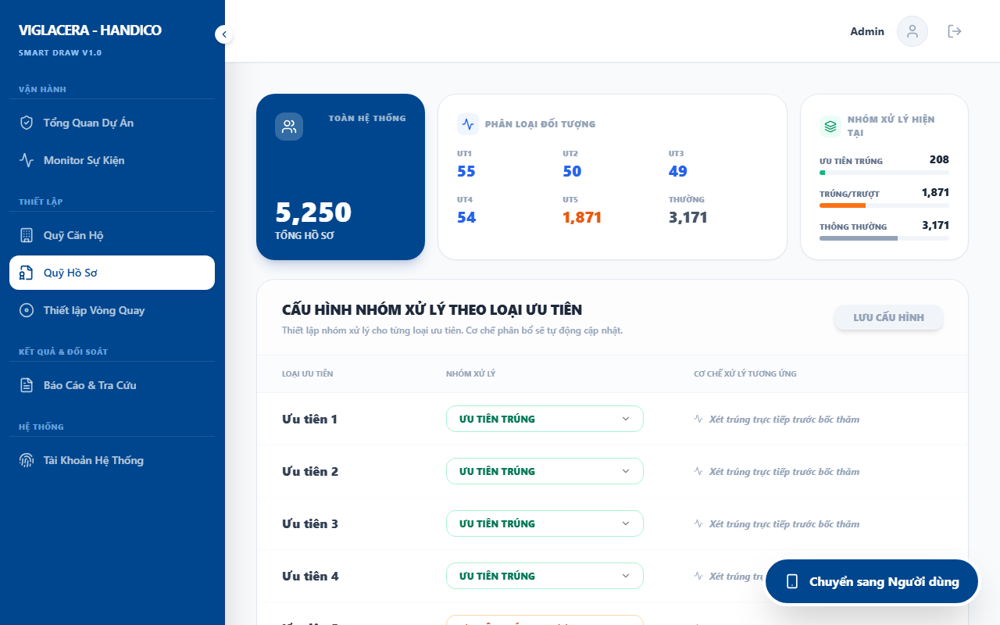 VIGLACERA - HANDICO
SMART DRAW V1.0
VẬN HÀNH
Tổng Quan Dự Án
Monitor Sự Kiện
THIẾT LẬP
Quỹ Căn Hộ
Quỹ Hồ Sơ
Thiết lập Vòng Quay
KẾT QUẢ & ĐỐI SOÁT
Báo Cáo & Tra Cứu
HỆ THỐNG
Tài Khoản Hệ Thống
Admin
TOÀN HỆ THỐNG
5,250
TỔNG HỒ SƠ
PHÂN LOẠI ĐỐI TƯỢNG
UT1
UT2
UT3
55
50
49
UT4
UT5
THƯỜNG
54
1,871
3,171
NHÓM XỬ LÝ HIỆN
TẠI
ƯU TIÊN TRÚNG
208
TRÚNG/TRƯỢT
1,871
THÔNG THƯỜNG
3,171
CẤU HÌNH NHÓM XỬ LÝ THEO LOẠI ƯU TIÊN
Thiết lập nhóm xử lý cho từng loại ưu tiên. Cơ chế phân bổ sẽ tự động cập nhật.
LƯU CẤU HÌNH
LOẠI ƯU TIÊN
NHÓM XỬ LÝ
CƠ CHẾ XỬ LÝ TƯƠNG ỨNG
Ưu tiên 1
ƯU TIÊN TRÚNG
Xét trúng trực tiếp trước bốc thăm
Ưu tiên 2
ƯU TIÊN TRÚNG
Xét trúng trực tiếp trước bốc thăm
Ưu tiên 3
ƯU TIÊN TRÚNG
Xét trúng trực tiếp trước bốc thăm
Ưu tiên 4
ƯU TIÊN TRÚNG
Xét trúng
Chuyển sang Người dùng